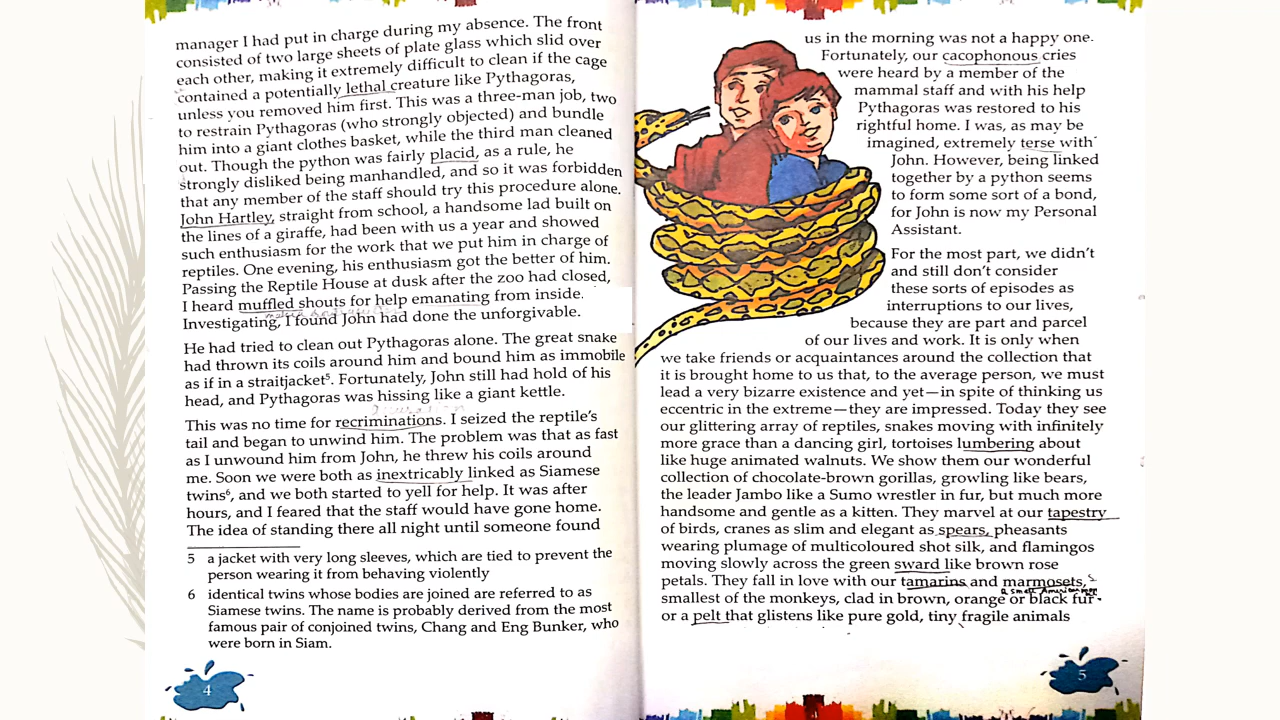 manager I had put in charge during my absence. The front
consisted of two large sheets of plate glass which slid over
each other, making it extremely difficult to clean if the cage
contained a potentially lethal creature like Pythagoras,
unless you removed him first. This was a three-man job, two
to restrain Pythagoras (who strongly objected) and bundle
him into a giant clothes basket, while the third man cleaned
out. Though the python was fairly placid, as a rule, he
strongly disliked being manhandled, and so it was forbidden
that any member of the staff should try this procedure alone.
John Hartley, straight from school, a handsome lad built on
the lines of a giraffe, had been with us a year and showed
such enthusiasm for the work that we put him in charge of
reptiles. One evening, his enthusiasm got the better of him.
Passing the Reptile House at dusk after the zoo had closed,
I heard muffled shouts for help emanating from inside.
Investigating, I found John had done the unforgivable.
He had tried to clean out Pythagoras alone. The great snake
had thrown its coils around him and bound him as immobile
as if in a straitjacket⁵. Fortunately, John still had hold of his
head, and Pythagoras was hissing like a giant kettle.
This was no time for recriminations. I seized the reptile's
tail and began to unwind him. The problem was that as fast
as I unwound him from John, he threw his coils around
me. Soon we were both as inextricably linked as Siamese
twins⁶, and we both started to yell for help. It was after
hours, and I feared that the staff would have gone home.
The idea of standing there all night until someone found
5 a jacket with very long sleeves, which are tied to prevent the
person wearing it from behaving violently
6 identical twins whose bodies are joined are referred to as
Siamese twins. The name is probably derived from the most
famous pair of conjoined twins, Chang and Eng Bunker, who
were born in Siam.
4
us in the morning was not a happy one.
Fortunately, our cacophonous cries
were heard by a member of the
mammal staff and with his help
Pythagoras was restored to his
rightful home. I was, as may be
imagined, extremely terse with
John. However, being linked
together by a python seems
to form some sort of a bond,
for John is now my Personal
Assistant.
For the most part, we didn't
and still don't consider
these sorts of episodes as
interruptions to our lives,
because they are part and parcel
of our lives and work. It is only when
we take friends or acquaintances around the collection that
it is brought home to us that, to the average person, we must
lead a very bizarre existence and yet—in spite of thinking us
eccentric in the extreme—they are impressed. Today they see
our glittering array of reptiles, snakes moving with infinitely
more grace than a dancing girl, tortoises lumbering about
like huge animated walnuts. We show them our wonderful
collection of chocolate-brown gorillas, growling like bears,
the leader Jambo like a Sumo wrestler in fur, but much more
handsome and gentle as a kitten. They marvel at our tapestry
of birds, cranes as slim and elegant as spears, pheasants
wearing plumage of multicoloured shot silk, and flamingos
moving slowly across the green sward like brown rose
petals. They fall in love with our tamarins and marmosets,
a small American
smallest of the monkeys, clad in brown, orange or black fur
or a pelt that glistens like pure gold, tiny fragile animals
5